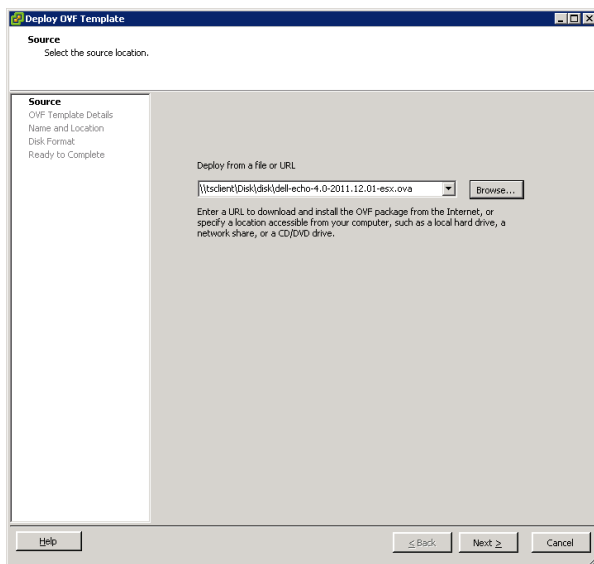 Deploy OVF Template
Source
Select the source location.
Source
OVF Template Details
Name and Location
Disk Format
Ready to Complete
Deploy from a file or URL
\\tsclient\Disk\disk\dell-echo-4.0-2011.12.01-esx.ova
Browse...
Enter a URL to download and install the OVF package from the Internet, or
specify a location accessible from your computer, such as a local hard drive, a
network share, or a CD/DVD drive.
Help
≤ Back
Next ≥
Cancel